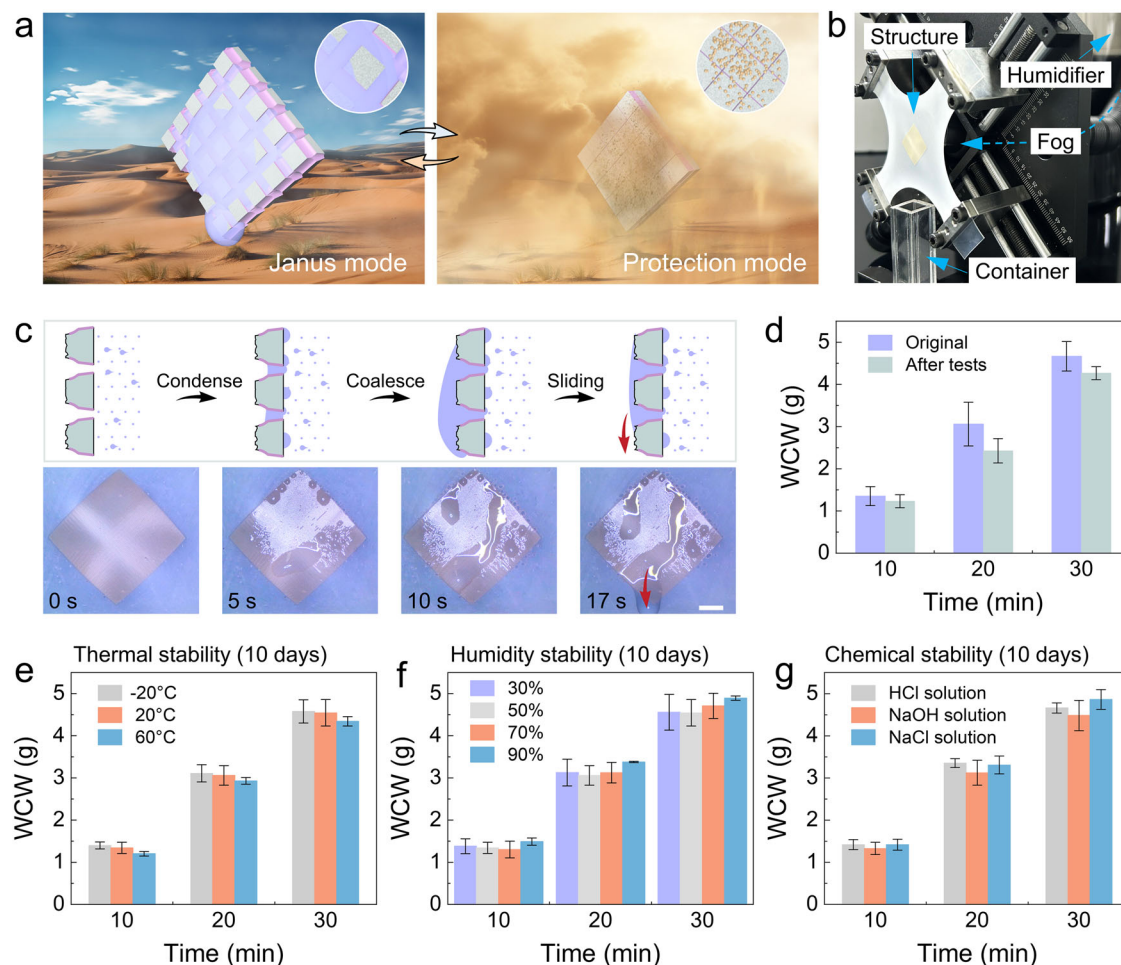 a
Janus mode
Protection mode
b
Structure
Humidifier
Fog
Container
c
Condense
Coalesce
Sliding
0 s
5 s
10 s
17 s
d
Original
After tests
WCW (g)
5
4
3
2
1
0
10
20
30
Time (min)
e
Thermal stability (10 days)
-20°C
20°C
60°C
WCW (g)
5
4
3
2
1
0
10
20
30
Time (min)
f
Humidity stability (10 days)
30%
50%
70%
90%
WCW (g)
5
4
3
2
1
0
10
20
30
Time (min)
g
Chemical stability (10 days)
HCl solution
NaOH solution
NaCl solution
WCW (g)
5
4
3
2
1
0
10
20
30
Time (min)